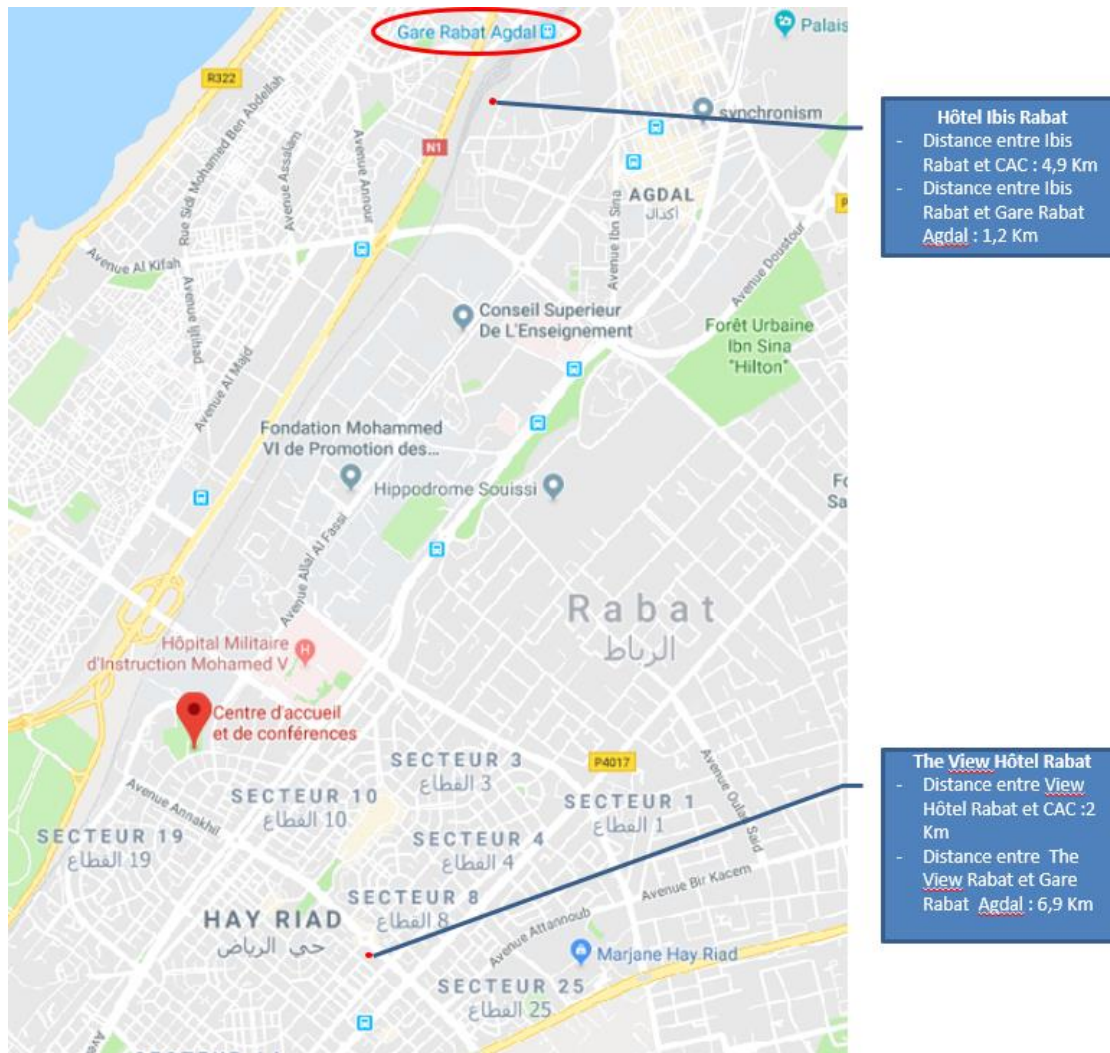 Gare Rabat Agdal
Palais
R322
synchronism
N1
Rue Sidi Mohamed Ben Abdellah
Avenue Assalam
Avenue Annour
AGDAL
أكدال
Avenue Ibn Sina
Avenue Doustour
P
Avenue Al Kifah
Avenue Ijtihad
Avenue Al Majd
Conseil Superieur
De L'Enseignement
Forêt Urbaine
Ibn Sina
"Hilton"
Fondation Mohammed
VI de Promotion des...
Hippodrome Souissi
Fo
Sa
Avenue Allal Al Fassi
Rabat
الرباط
Hôpital Militaire
d'Instruction Mohamed V
Centre d'accueil
et de conférences
SECTEUR 3
القطاع 3
P4017
Avenue Annakhil
SECTEUR 10
القطاع 10
SECTEUR 1
القطاع 1
Avenue Oulad Said
SECTEUR 19
القطاع 19
SECTEUR 4
القطاع 4
Avenue Bir Kacem
SECTEUR 8
القطاع 8
HAY RIAD
حي الرياض
Avenue Attannoub
Marjane Hay Riad
SECTEUR 25
القطاع 25
Hôtel Ibis Rabat
- Distance entre Ibis
Rabat et CAC : 4,9 Km
- Distance entre Ibis
Rabat et Gare Rabat
Agdal : 1,2 Km
The View Hôtel Rabat
- Distance entre View
Hôtel Rabat et CAC :2
Km
- Distance entre The
View Rabat et Gare
Rabat Agdal : 6,9 Km